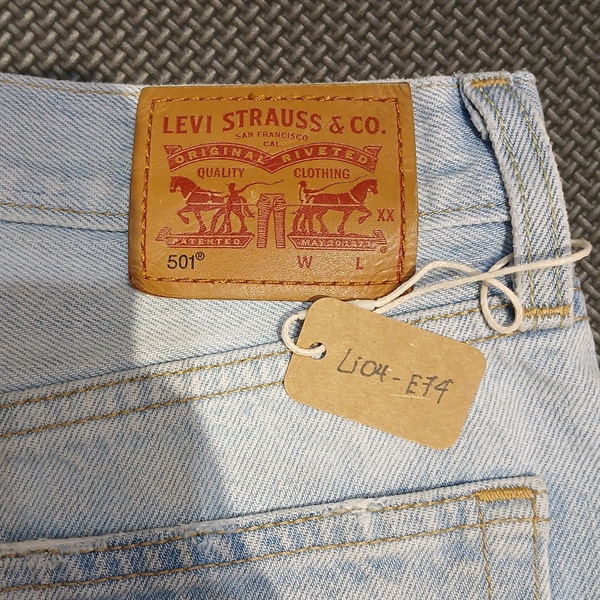 LEVI STRAUSS & CO.
SAN FRANCISCO
CAL.
ORIGINAL RIVETED
QUALITY CLOTHING
XX
PATENTED MAY 20 1873
501® W L
Li04-E74